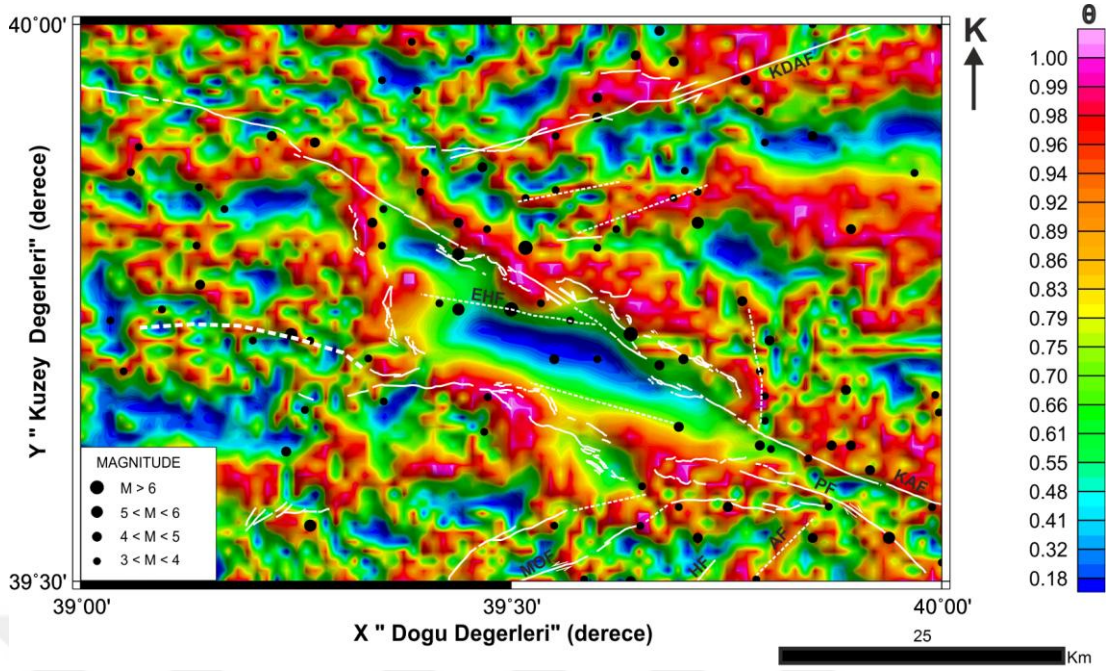 40°00'
K
θ
KDAF
1.00
0.99
0.98
0.96
0.94
0.92
0.90
0.86
0.83
0.79
0.75
0.70
0.66
0.61
0.55
0.48
0.41
0.32
0.18
Y " Kuzey Degerleri" (derece)
EHF
MAGNITUDE
M > 6
5 < M < 6
4 < M < 5
3 < M < 4
KAF
PF
AF
MOF
HF
39°30'
39°00'
39°30'
40°00'
X " Dogu Degerleri" (derece)
25
Km